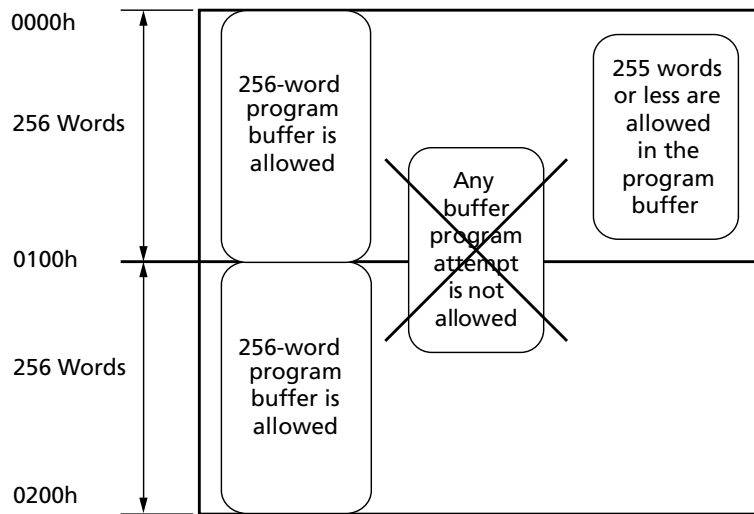 0000h
256 Words
0100h
256 Words
0200h
256-word
program
buffer is
allowed
256-word
program
buffer is
allowed
Any
buffer
program
attempt
is not
allowed
255 words
or less are
allowed
in the
program
buffer